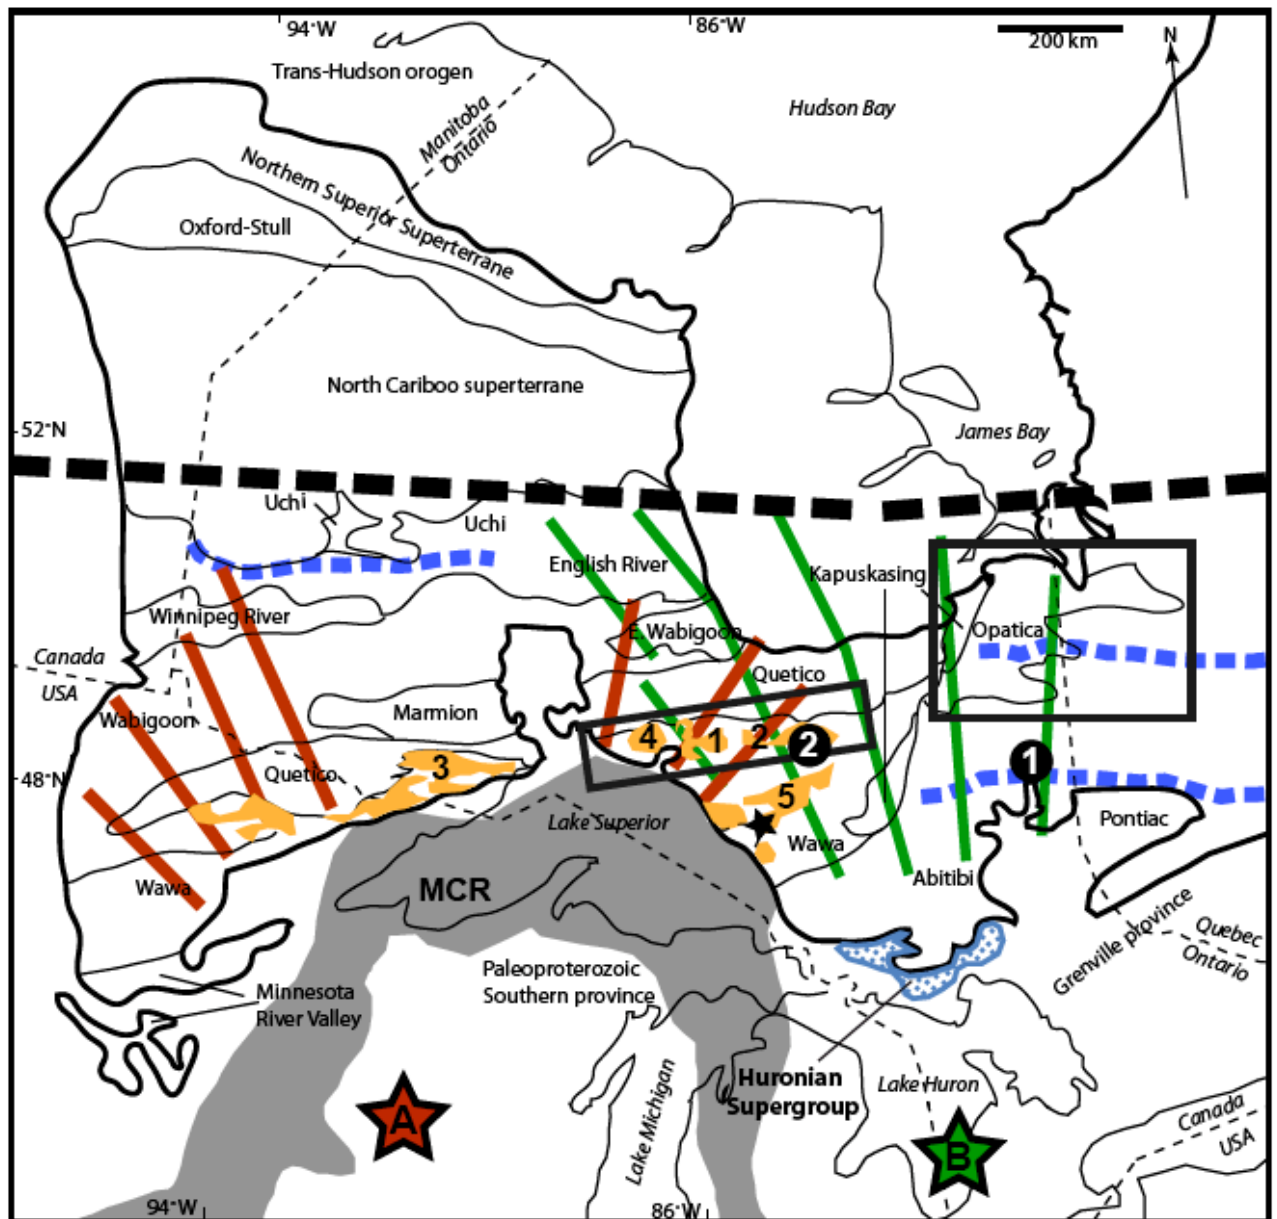 94°W
86°W
200 km
N
Trans-Hudson orogen
Manitoba
Ontario
Hudson Bay
Northern Superior Superterrane
Oxford-Stull
North Cariboo superterrane
52°N
James Bay
Uchi
Uchi
English River
Kapuskasing
Winnipeg River
E. Wabigoon
Opatica
Canada
USA
Quetico
Wabigoon
Marmion
4
1
2
2
1
48°N
Quetico
3
5
Lake Superior
Wawa
Pontiac
Wawa
MCR
Abitibi
Quebec
Ontario
Grenville province
Paleoproterozoic
Southern province
Minnesota
River Valley
Lake Michigan
Huronian
Supergroup
Lake Huron
Canada
USA
A
B
94°W
86°W